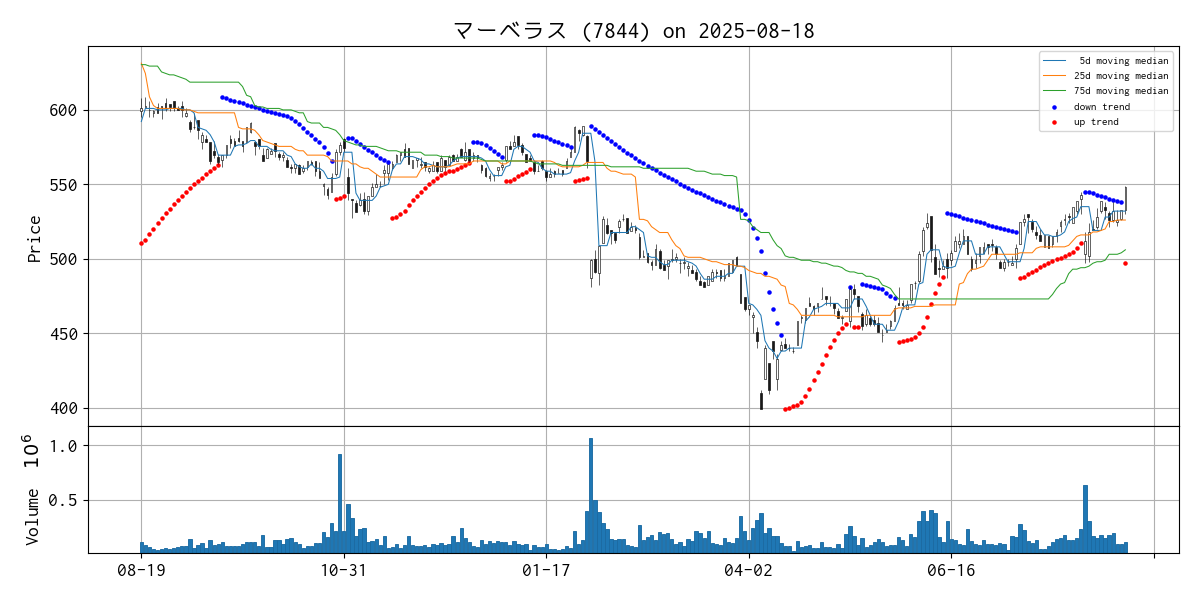 マーベラス (7844) on 2025-08-18
5d moving median
25d moving median
75d moving median
down trend
up trend
Price
600
550
500
450
400
Volume 10^6
1.0
0.5
08-19 10-31 01-17 04-02 06-16